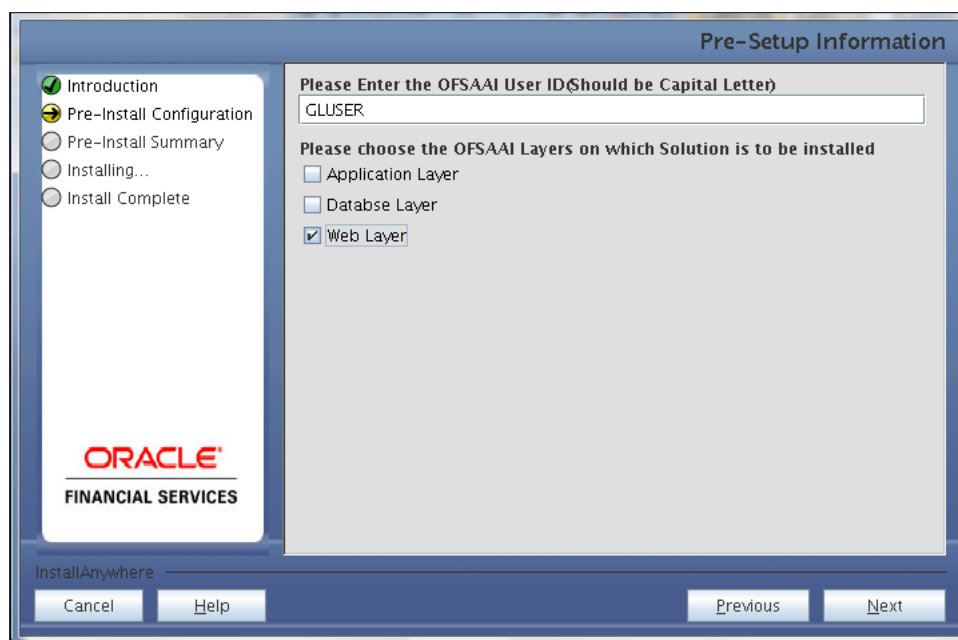 Pre-Setup Information
Introduction
Pre-Install Configuration
Pre-Install Summary
Installing...
Install Complete
ORACLE
FINANCIAL SERVICES
Please Enter the OFSAAI User ID(Should be Capital Letter)
GLUSER
Please choose the OFSAAI Layers on which Solution is to be installed
Application Layer
Databse Layer
Web Layer
InstallAnywhere
Cancel
Help
Previous
Next